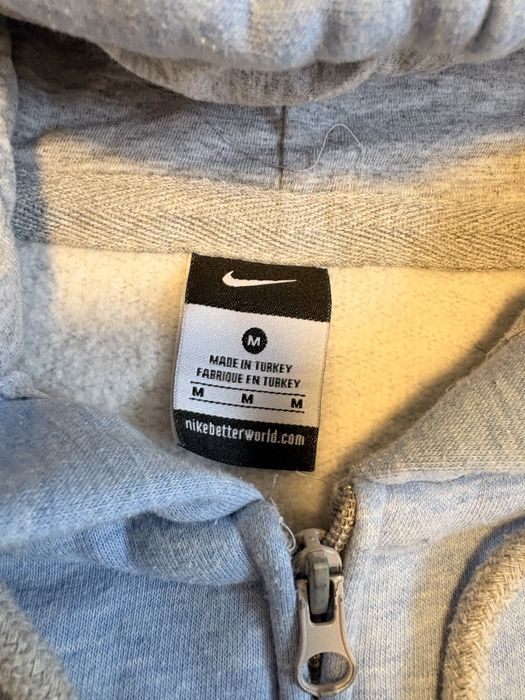 M
MADE IN TURKEY
FABRIQUE EN TURKEY
M M M
nikebetterworld.com